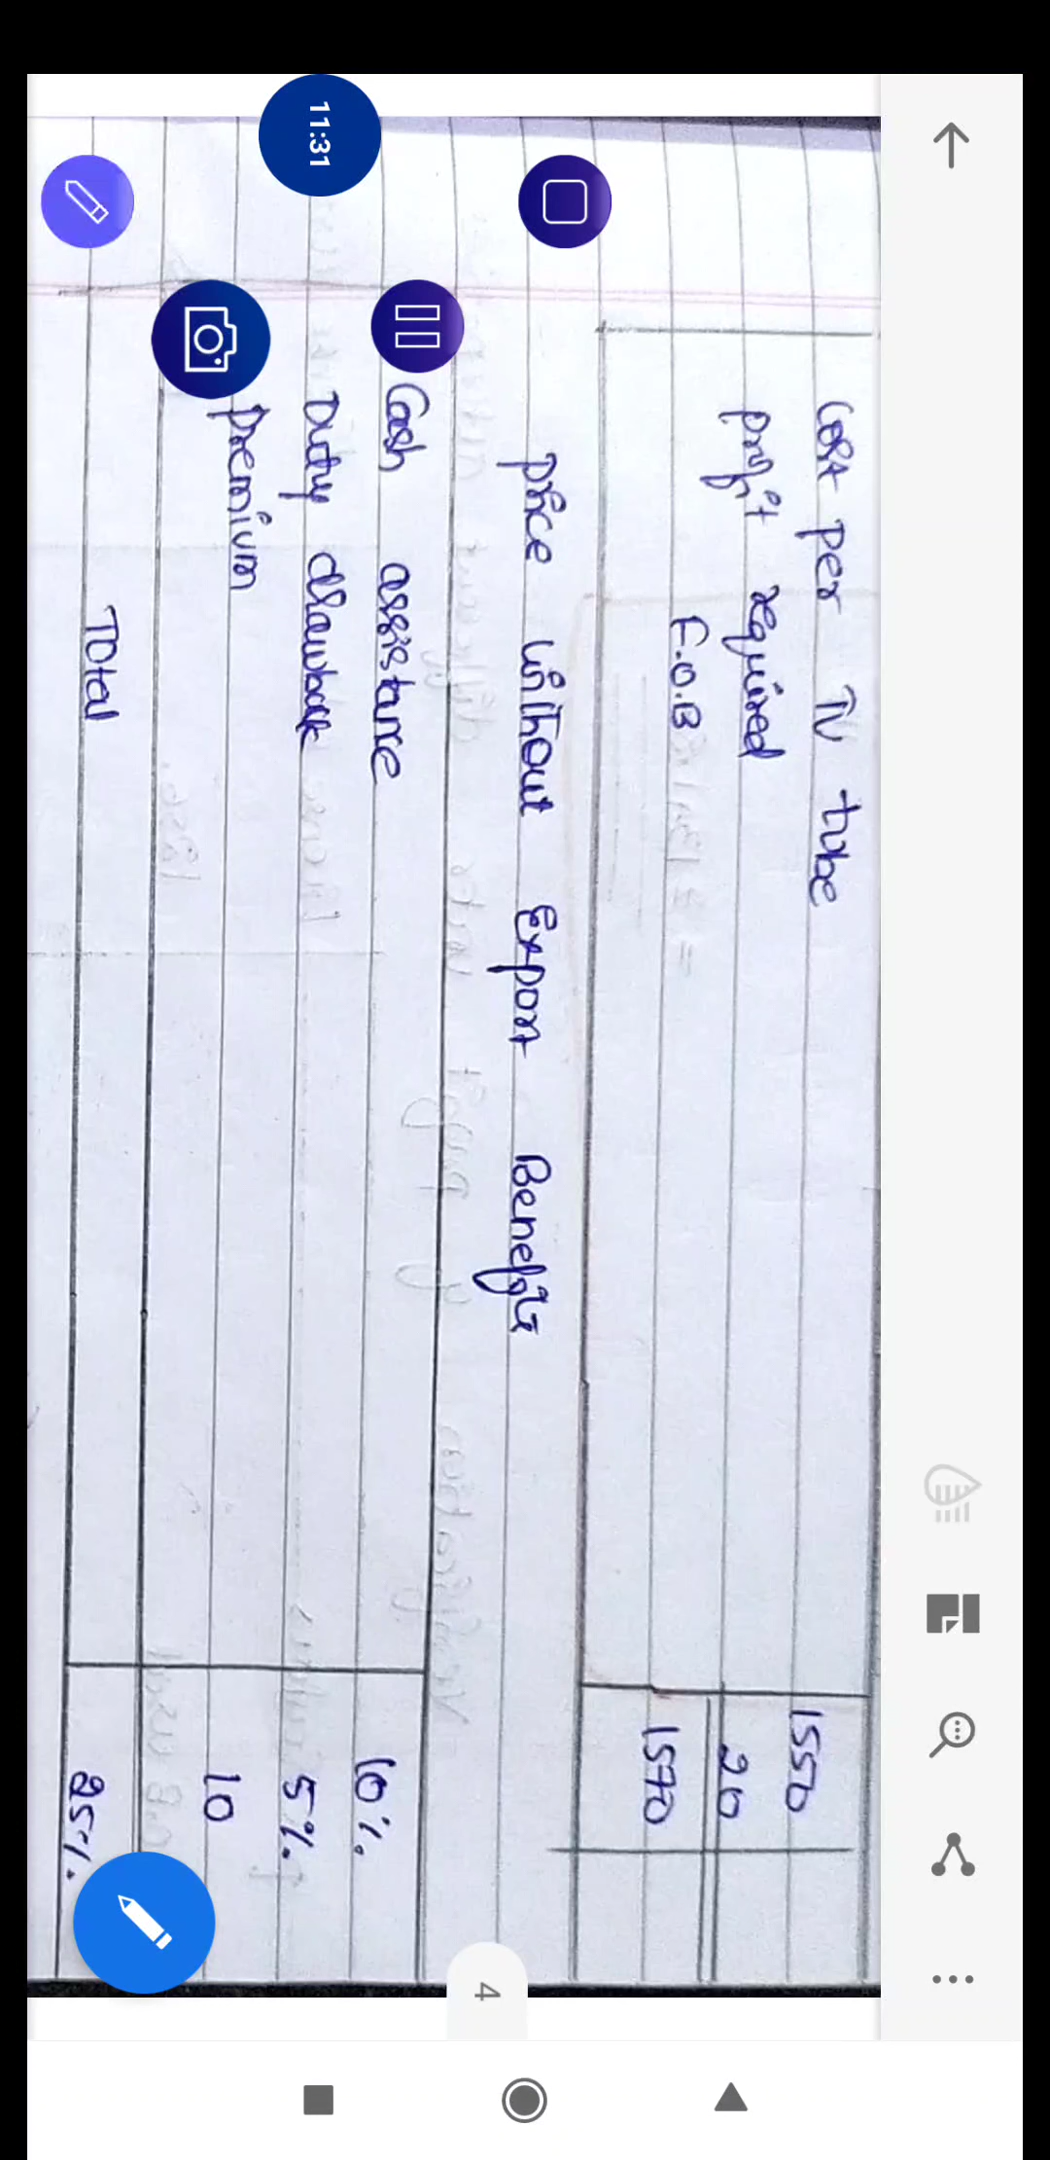 11:31
Cost per TV tube 1550
profit required 20
F.O.B 1570
price without Export Benefits
Cash assistance 10%
Duty drawback 5%
premium 10
Total 25%
4